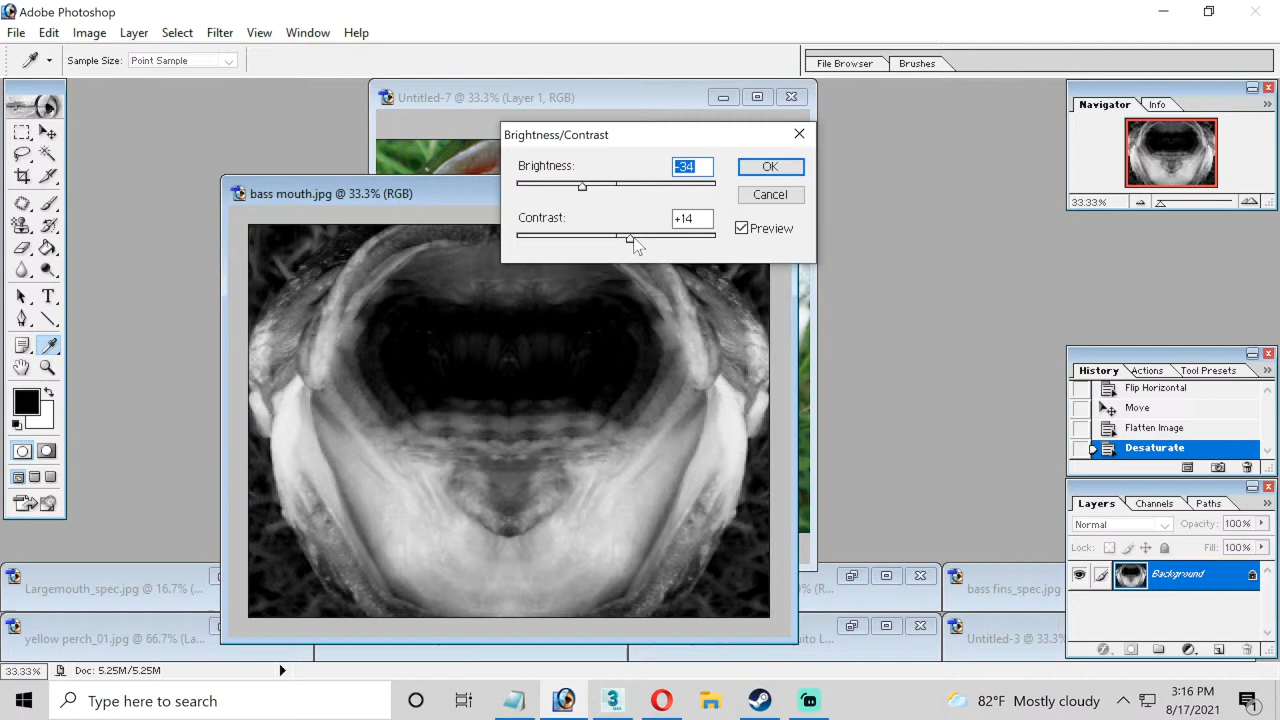 Adobe Photoshop
File Edit Image Layer Select Filter View Window Help
Sample Size: Point Sample
File Browser Brushes
Untitled-7 @ 33.3% (Layer 1, RGB)
Brightness/Contrast
Brightness: -34
OK
Cancel
Contrast: +14
Preview
bass mouth.jpg @ 33.3% (RGB)
Navigator Info
33.33%
History Actions Tool Presets
Flip Horizontal
Move
Flatten Image
Desaturate
Layers Channels Paths
Normal Opacity: 100%
Lock: Fill: 100%
Background
Largemouth_spec.jpg @ 16.7% (RGB...
bass fins_spec.jpg
yellow perch_01.jpg @ 66.7% (La...
Untitled-3 @ 33.3%
33.33% Doc: 5.25M/5.25M
Type here to search
82°F Mostly cloudy
3:16 PM
8/17/2021